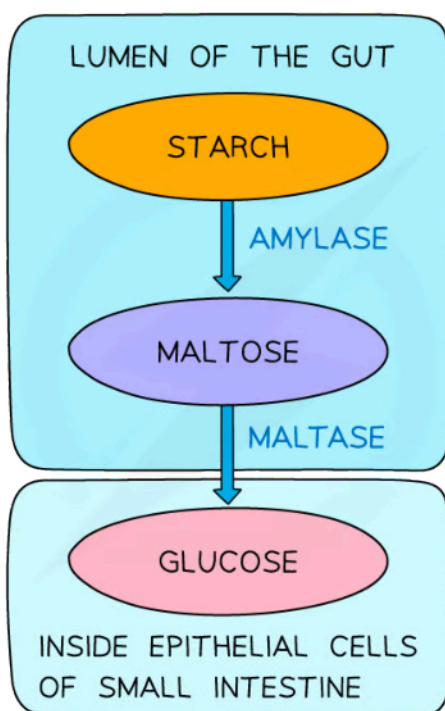 LUMEN OF THE GUT
STARCH
AMYLASE
MALTOSE
MALTASE
GLUCOSE
INSIDE EPITHELIAL CELLS
OF SMALL INTESTINE